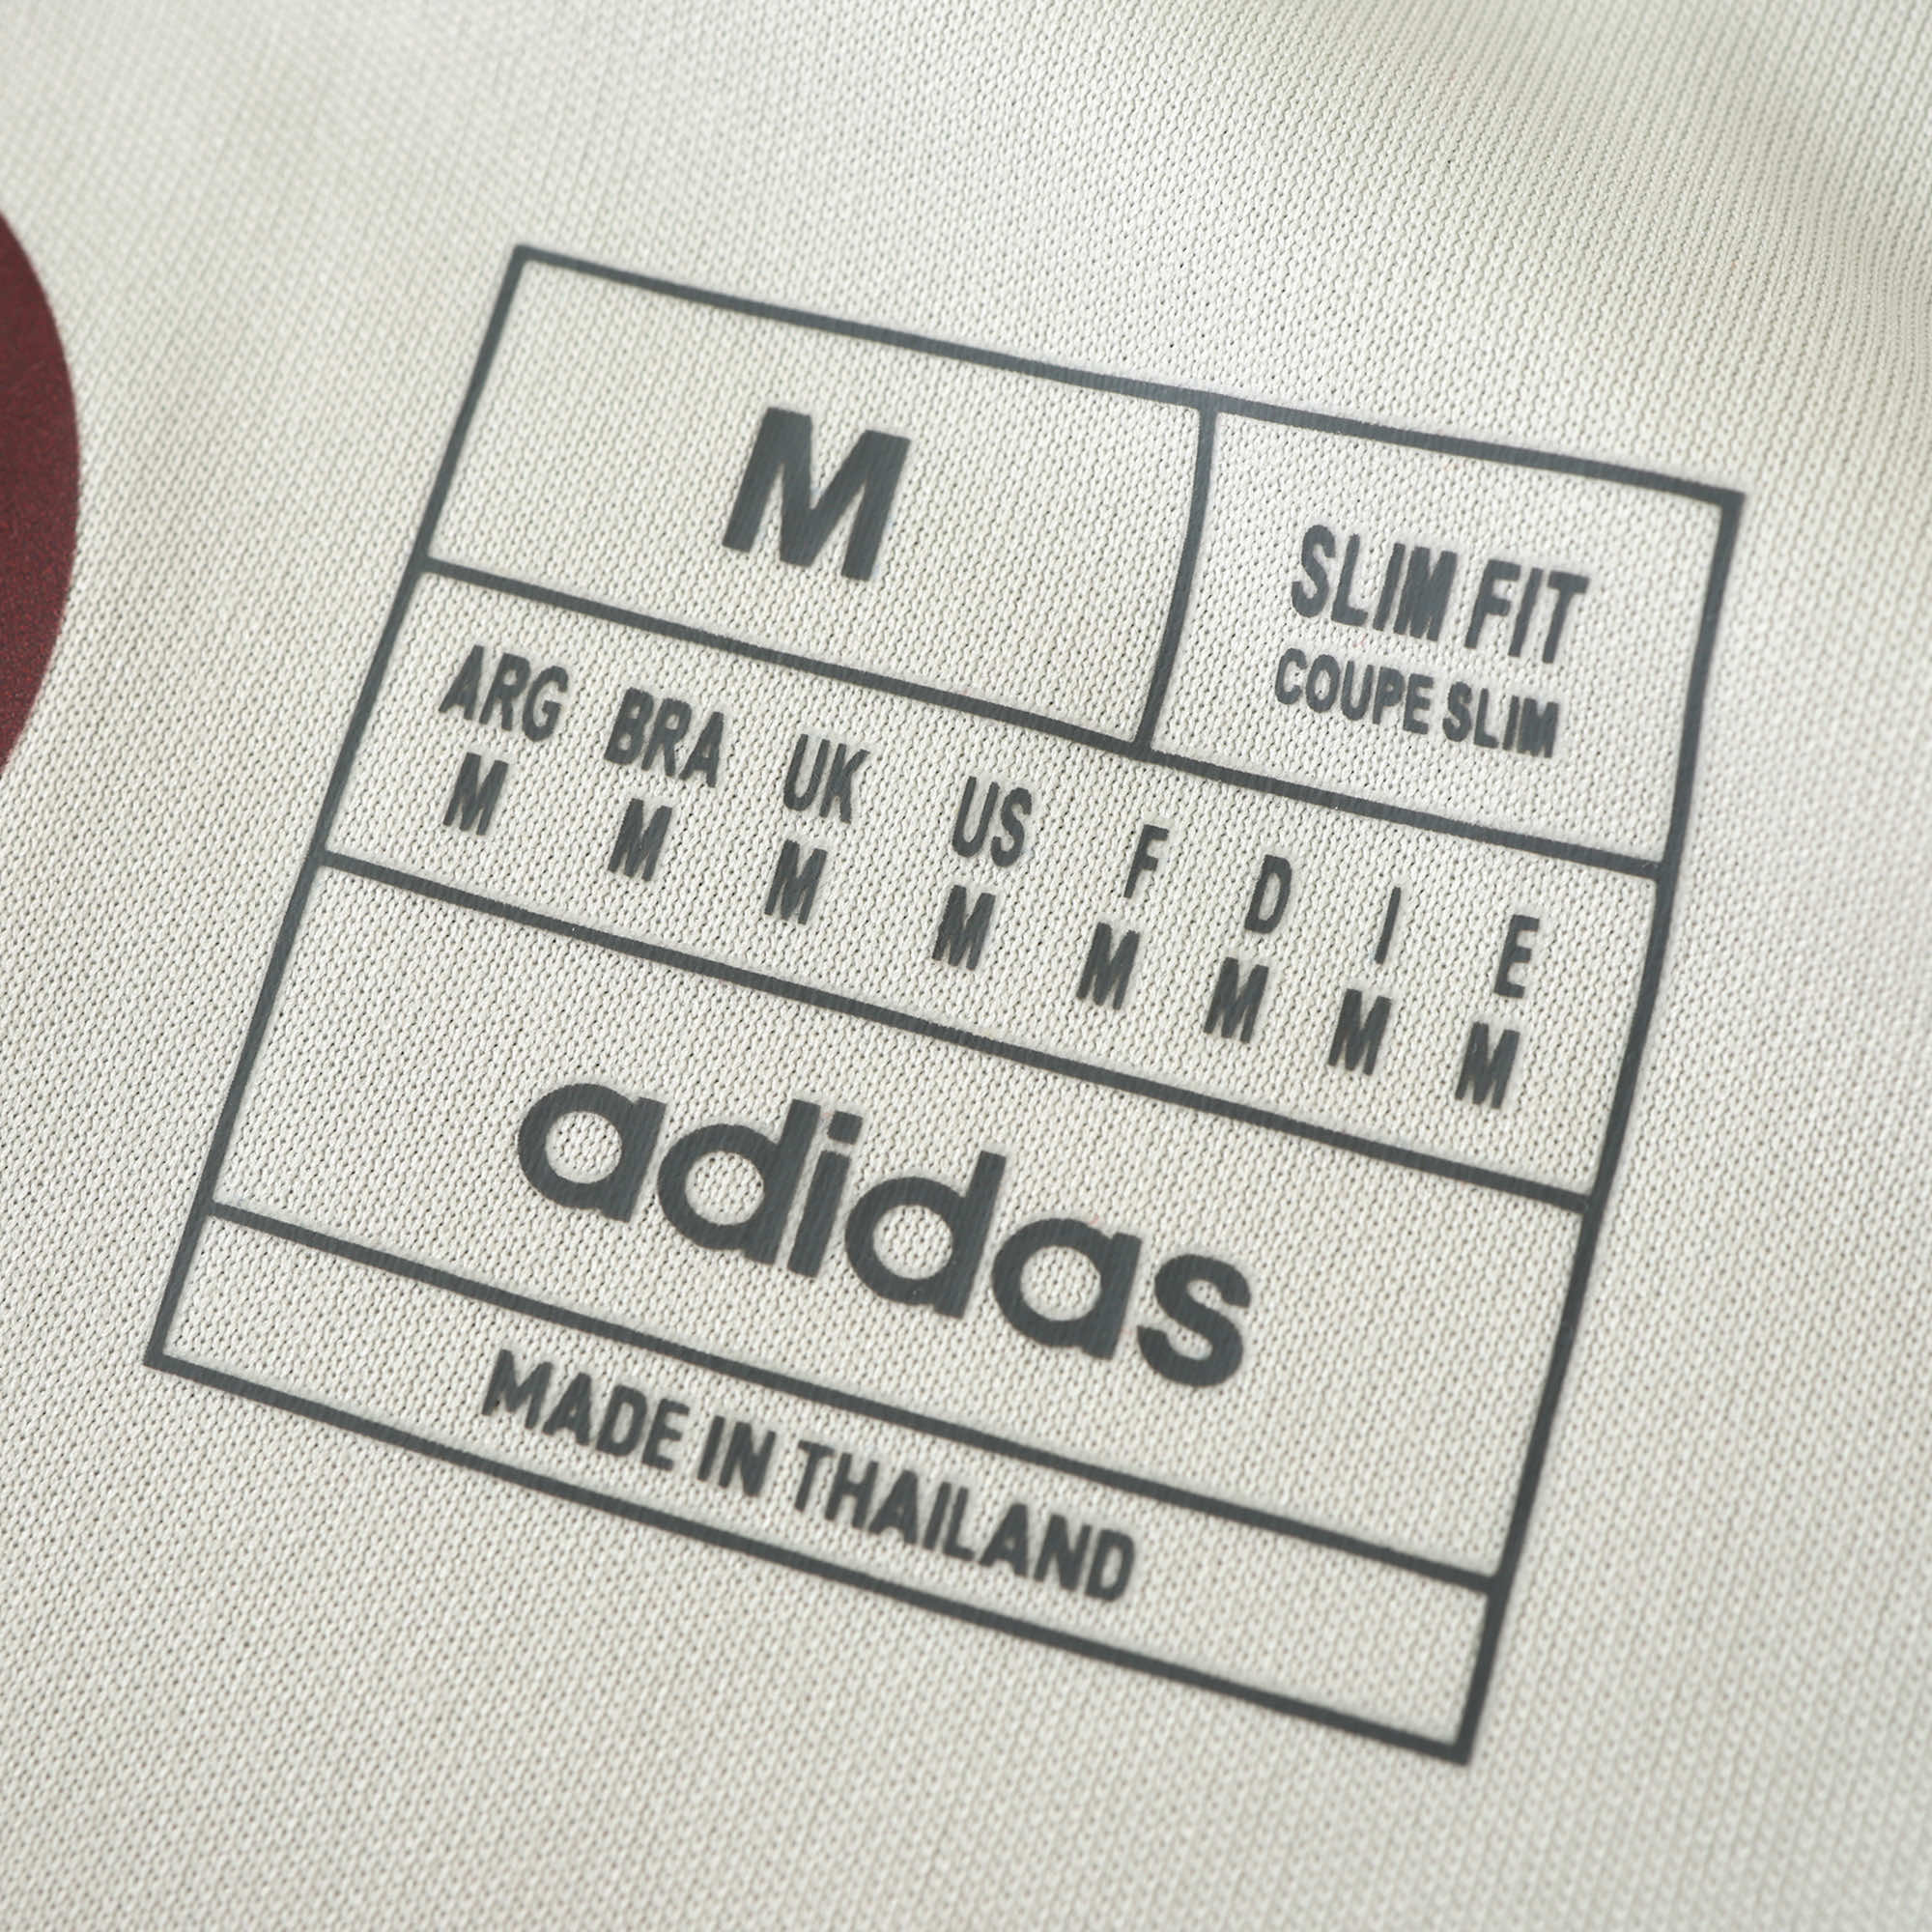 M
SLIM FIT
COUPE SLIM
ARG BRA UK US F D I E
M M M M M M M M
adidas
MADE IN THAILAND